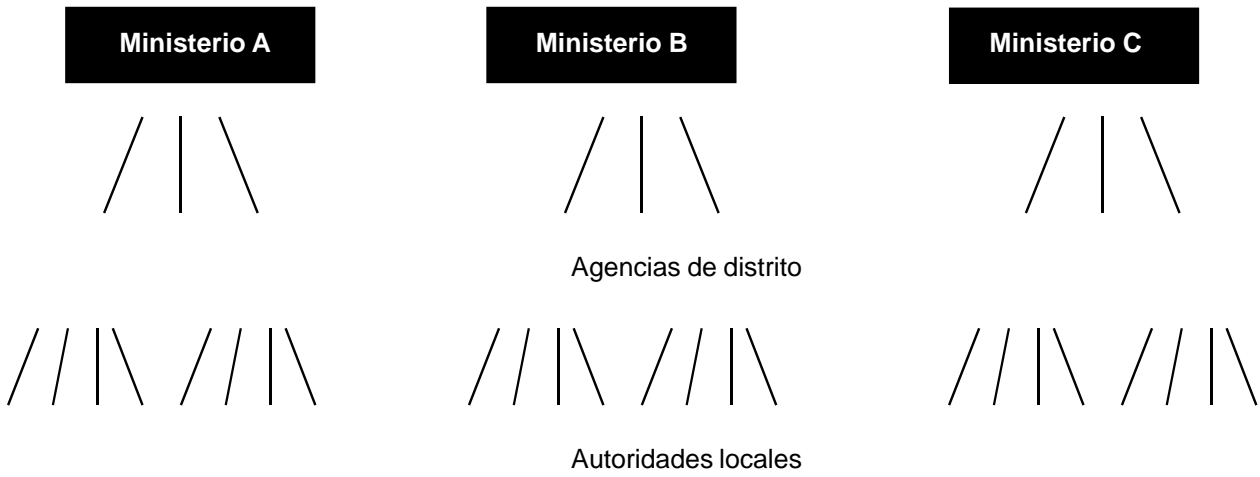 Ministerio A
Ministerio B
Ministerio C
Agencias de distrito
Autoridades locales